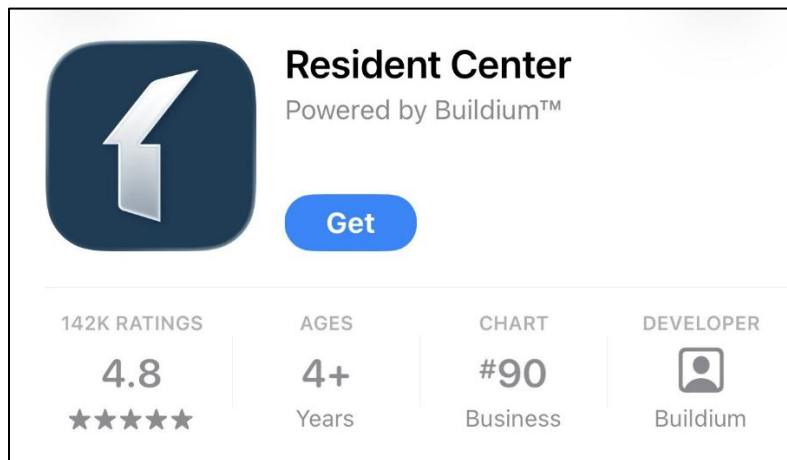 Resident Center
Powered by Buildium™
Get
142K RATINGS
4.8
AGES
4+
Years
CHART
#90
Business
DEVELOPER
Buildium